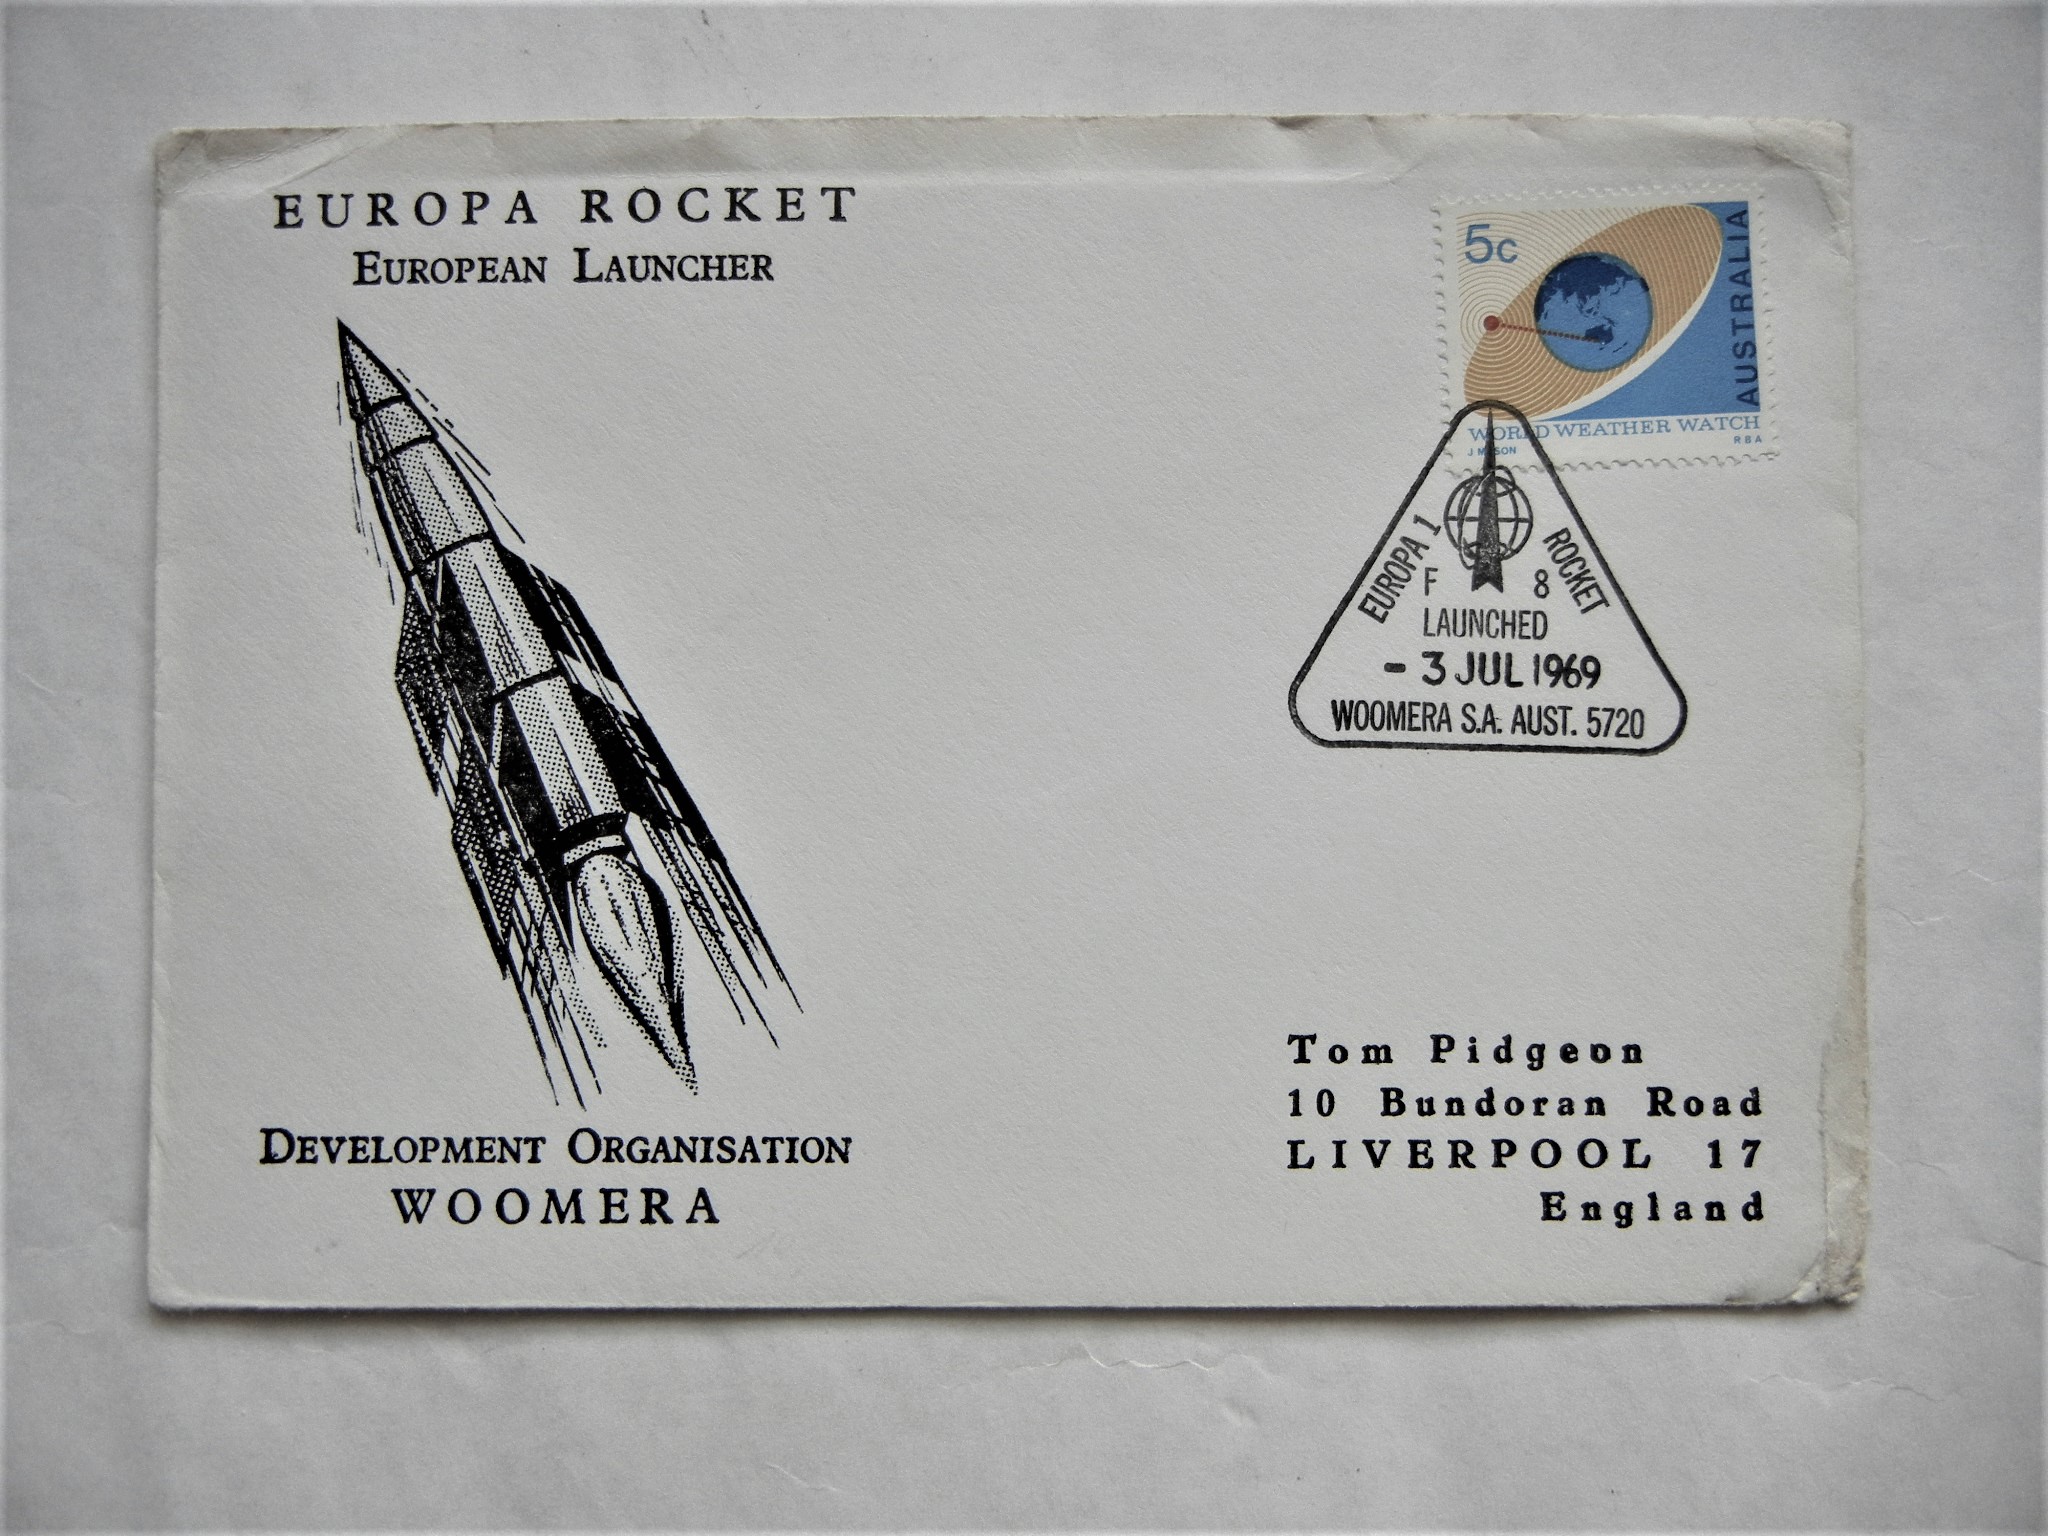 EUROPA ROCKET
EUROPEAN LAUNCHER
DEVELOPMENT ORGANISATION
WOOMERA
5c
AUSTRALIA
WORLD WEATHER WATCH
RBA
J MASON
EUROPA 1 ROCKET
F 8
LAUNCHED
- 3 JUL 1969
WOOMERA S.A. AUST. 5720
Tom Pidgeon
10 Bundoran Road
LIVERPOOL 17
England